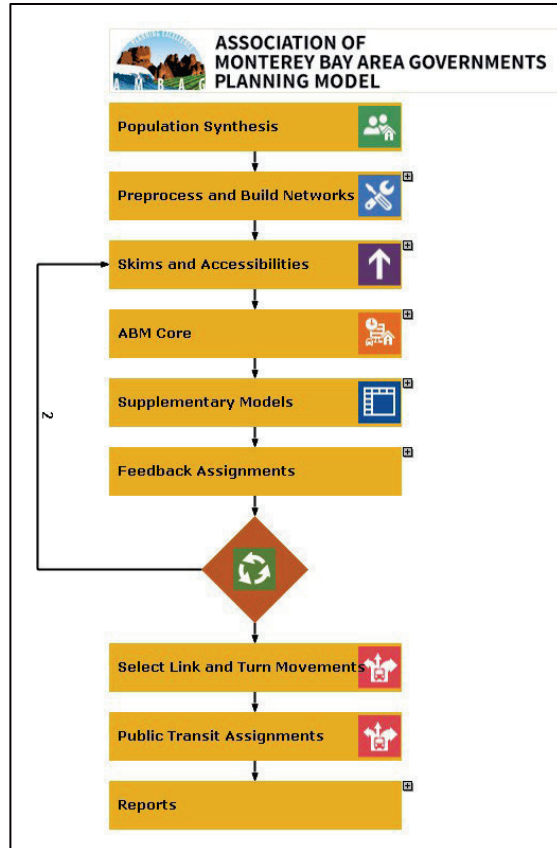 AMBAG
ASSOCIATION OF
MONTEREY BAY AREA GOVERNMENTS
PLANNING MODEL
Population Synthesis
Preprocess and Build Networks
Skims and Accessibilities
ABM Core
Supplementary Models
2
Feedback Assignments
Select Link and Turn Movements
Public Transit Assignments
Reports